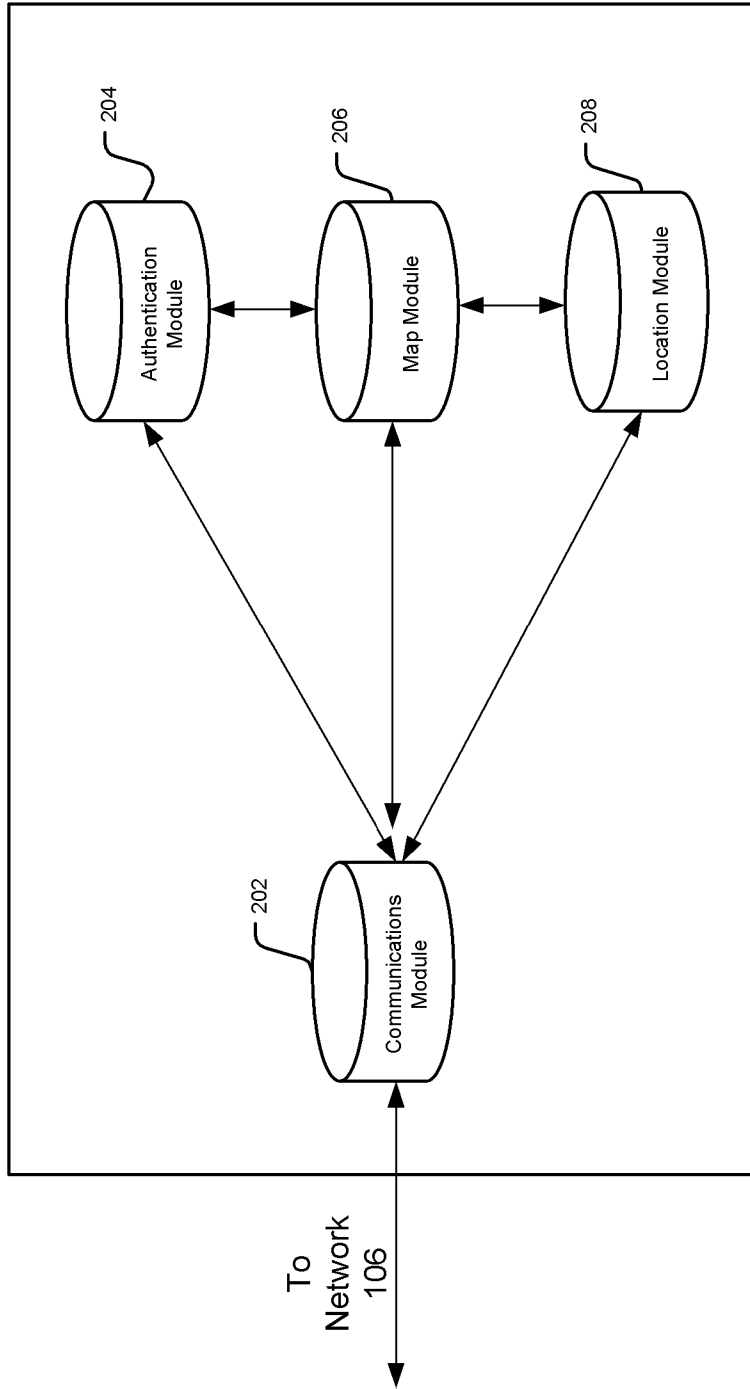 To
Network
106
202
Communications
Module
204
Authentication
Module
206
Map Module
208
Location Module